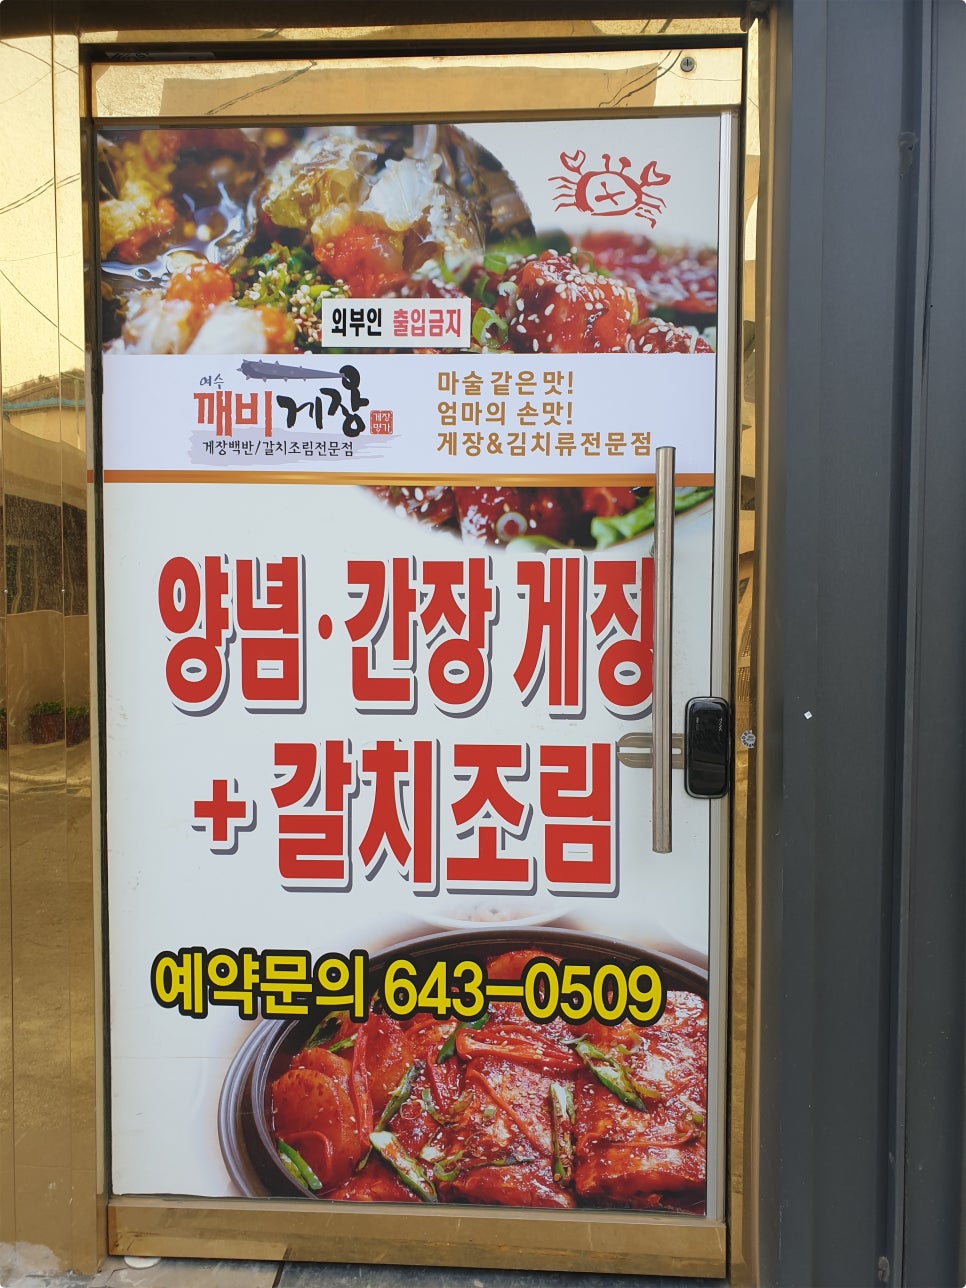 외부인 출입금지
여수
깨비게장
게장
명가
게장백반/갈치조림전문점
마술같은맛!
엄마의 손맛!
게장&김치류전문점
양념·간장게장
+갈치조림
예약문의 643-0509